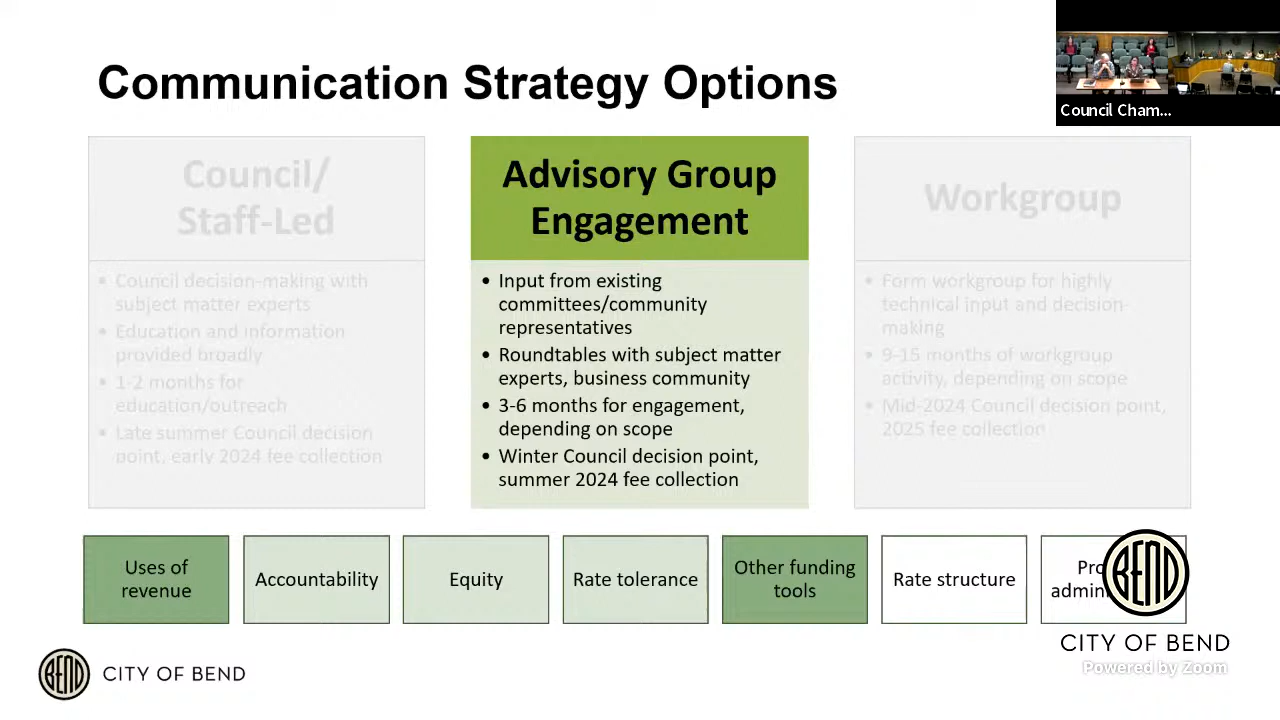 Communication Strategy Options
Council Cham...
Council/
Staff-Led
• Council decision-making with
subject matter experts
• Education and information
provided broadly
• 1-2 months for
education/outreach
• Late summer Council decision
point, early 2024 fee collection
Advisory Group
Engagement
• Input from existing
committees/community
representatives
• Roundtables with subject matter
experts, business community
• 3-6 months for engagement,
depending on scope
• Winter Council decision point,
summer 2024 fee collection
Workgroup
• Form workgroup for highly
technical input and decision-
making
• 9-15 months of workgroup
activity, depending on scope
• Mid-2024 Council decision point,
2025 fee collection
Uses of
revenue
Accountability
Equity
Rate tolerance
Other funding
tools
Rate structure
BEND
CITY OF BEND
Powered by Zoom
BEND
CITY OF BEND